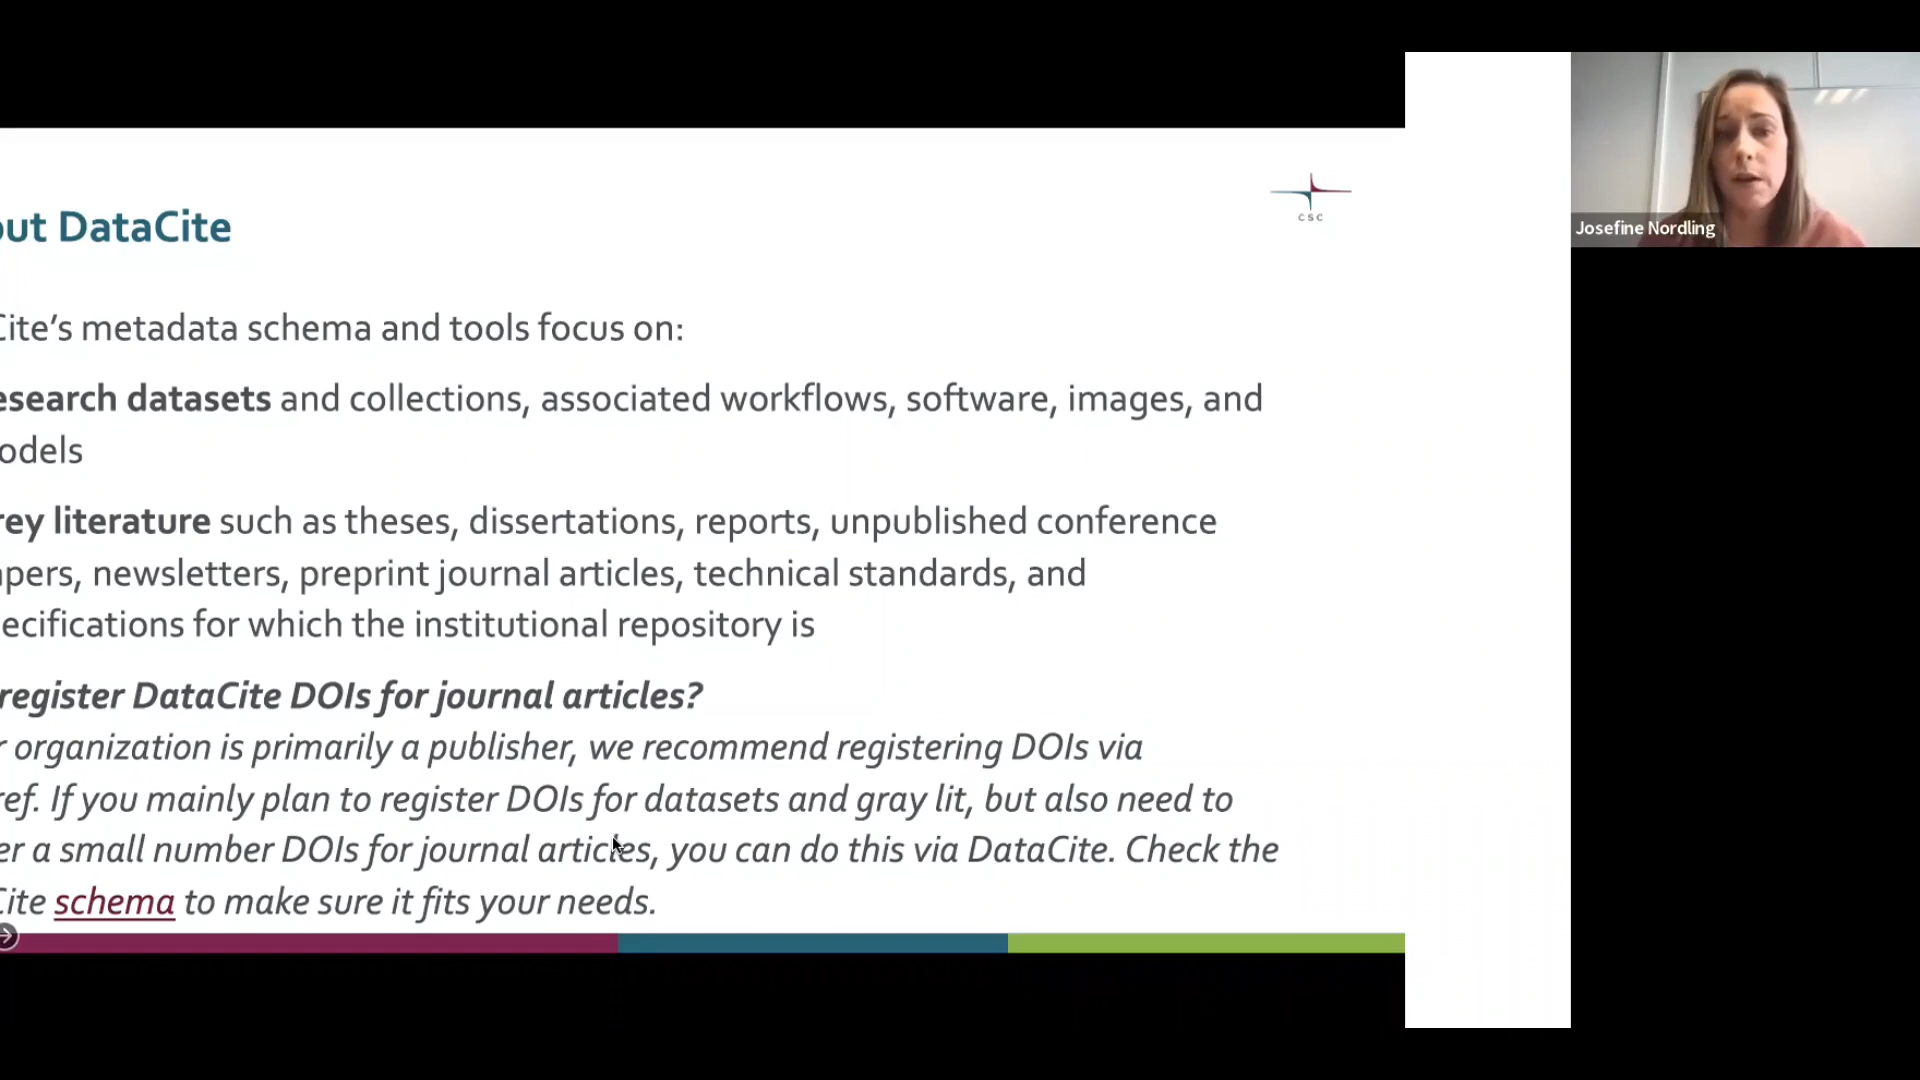 out DataCite
CSC
Josefine Nordling
Cite's metadata schema and tools focus on:
esearch datasets and collections, associated workflows, software, images, and
odels
rey literature such as theses, dissertations, reports, unpublished conference
apers, newsletters, preprint journal articles, technical standards, and
ecifications for which the institutional repository is
register DataCite DOIs for journal articles?
r organization is primarily a publisher, we recommend registering DOIs via
ref. If you mainly plan to register DOIs for datasets and gray lit, but also need to
er a small number DOIs for journal articles, you can do this via DataCite. Check the
Cite schema to make sure it fits your needs.